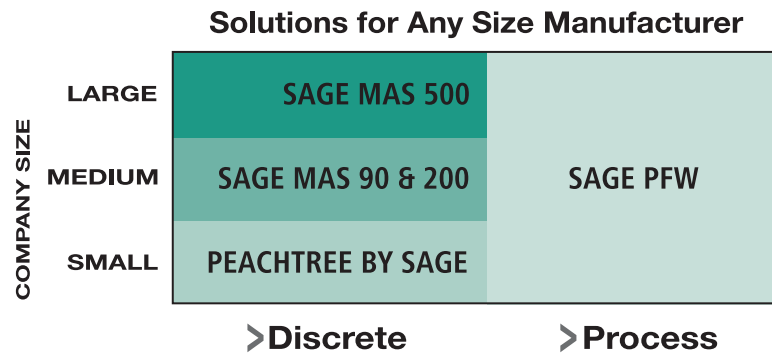 Solutions for Any Size Manufacturer
COMPANY SIZE
LARGE
SAGE MAS 500
MEDIUM
SAGE MAS 90 & 200
SAGE PFW
SMALL
PEACHTREE BY SAGE
>Discrete
>Process